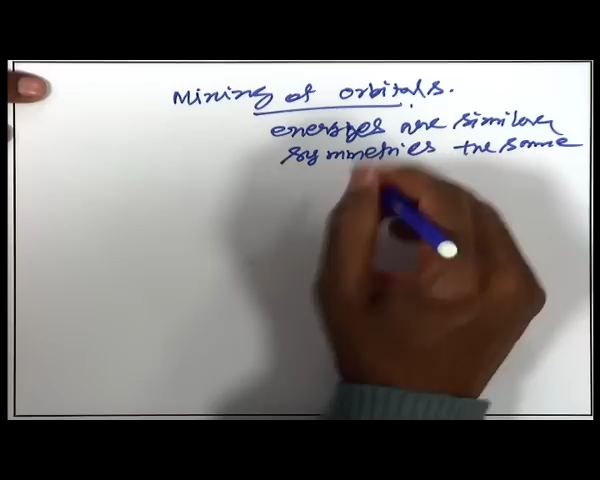 Mixing of orbitals.
energies are similar
symmetries the same